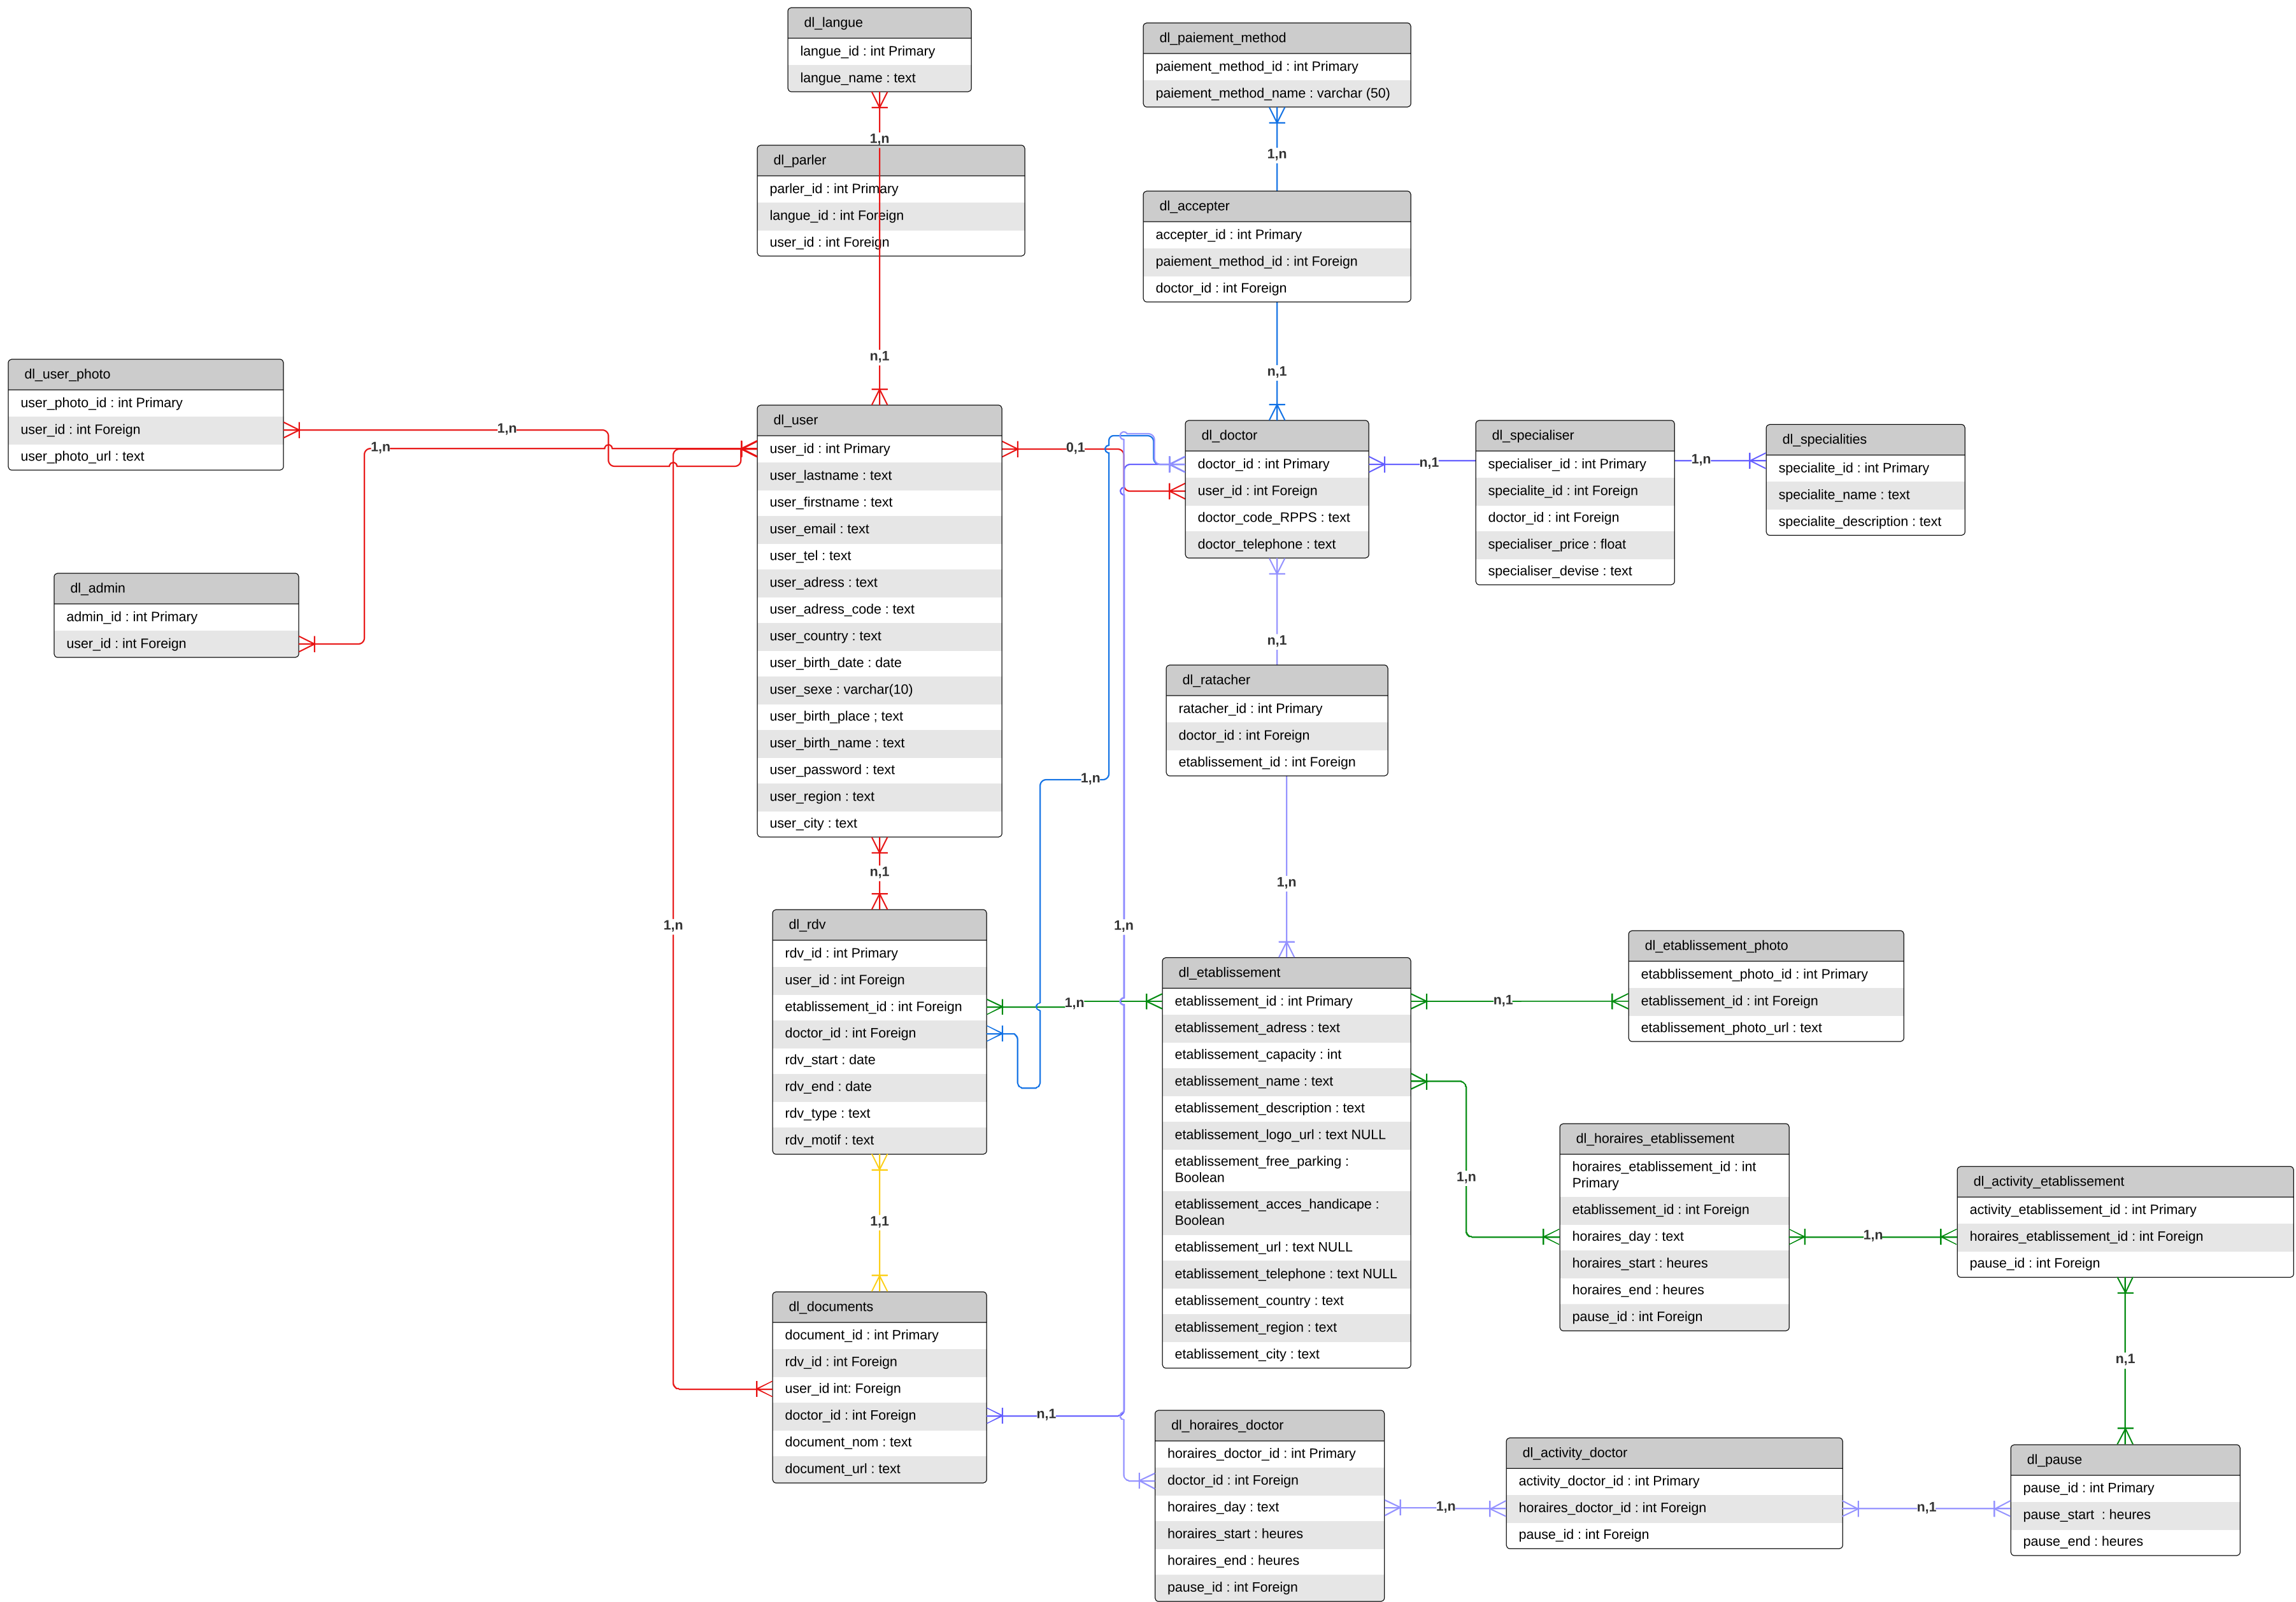 dl_langue
langue_id : int Primary
langue_name : text
1,n
dl_parler
parler_id : int Primary
langue_id : int Foreign
user_id : int Foreign
n,1
dl_paiement_method
paiement_method_id : int Primary
paiement_method_name : varchar (50)
1,n
dl_accepter
accepter_id : int Primary
paiement_method_id : int Foreign
doctor_id : int Foreign
n,1
dl_user_photo
user_photo_id : int Primary
user_id : int Foreign
user_photo_url : text
1,n
1,n
dl_admin
admin_id : int Primary
user_id : int Foreign
dl_user
user_id : int Primary
user_lastname : text
user_firstname : text
user_email : text
user_tel : text
user_adress : text
user_adress_code : text
user_country : text
user_birth_date : date
user_sexe : varchar(10)
user_birth_place ; text
user_birth_name : text
user_password : text
user_region : text
user_city : text
0,1
dl_doctor
doctor_id : int Primary
user_id : int Foreign
doctor_code_RPPS : text
doctor_telephone : text
n,1
dl_specialiser
specialiser_id : int Primary
specialite_id : int Foreign
doctor_id : int Foreign
specialiser_price : float
specialiser_devise : text
1,n
dl_specialities
specialite_id : int Primary
specialite_name : text
specialite_description : text
n,1
dl_ratacher
ratacher_id : int Primary
doctor_id : int Foreign
etablissement_id : int Foreign
1,n
1,n
n,1
1,n
1,n
dl_rdv
rdv_id : int Primary
user_id : int Foreign
etablissement_id : int Foreign
doctor_id : int Foreign
rdv_start : date
rdv_end : date
rdv_type : text
rdv_motif : text
1,n
dl_etablissement
etablissement_id : int Primary
etablissement_adress : text
etablissement_capacity : int
etablissement_name : text
etablissement_description : text
etablissement_logo_url : text NULL
etablissement_free_parking :
Boolean
etablissement_acces_handicape :
Boolean
etablissement_url : text NULL
etablissement_telephone : text NULL
etablissement_country : text
etablissement_region : text
etablissement_city : text
n,1
dl_etablissement_photo
etabblissement_photo_id : int Primary
etablissement_id : int Foreign
etablissement_photo_url : text
1,n
dl_horaires_etablissement
horaires_etablissement_id : int
Primary
etablissement_id : int Foreign
horaires_day : text
horaires_start : heures
horaires_end : heures
pause_id : int Foreign
1,n
dl_activity_etablissement
activity_etablissement_id : int Primary
horaires_etablissement_id : int Foreign
pause_id : int Foreign
n,1
1,1
dl_documents
document_id : int Primary
rdv_id : int Foreign
user_id int: Foreign
doctor_id : int Foreign
document_nom : text
document_url : text
n,1
dl_horaires_doctor
horaires_doctor_id : int Primary
doctor_id : int Foreign
horaires_day : text
horaires_start : heures
horaires_end : heures
pause_id : int Foreign
1,n
dl_activity_doctor
activity_doctor_id : int Primary
horaires_doctor_id : int Foreign
pause_id : int Foreign
n,1
dl_pause
pause_id : int Primary
pause_start : heures
pause_end : heures